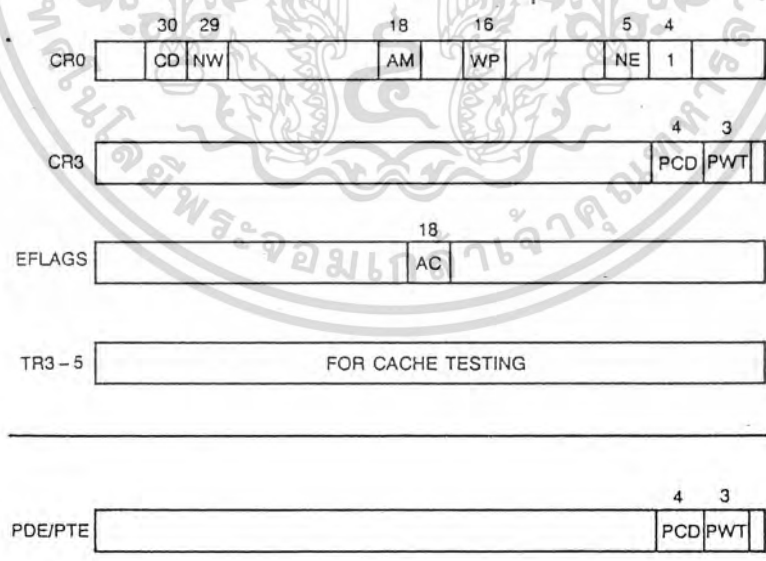 30 29 18 16 5 4
CR0 CD NW AM WP NE 1
4 3
CR3 PCD PWT
18
EFLAGS AC
TR3-5 FOR CACHE TESTING
4 3
PDE/PTE PCD PWT